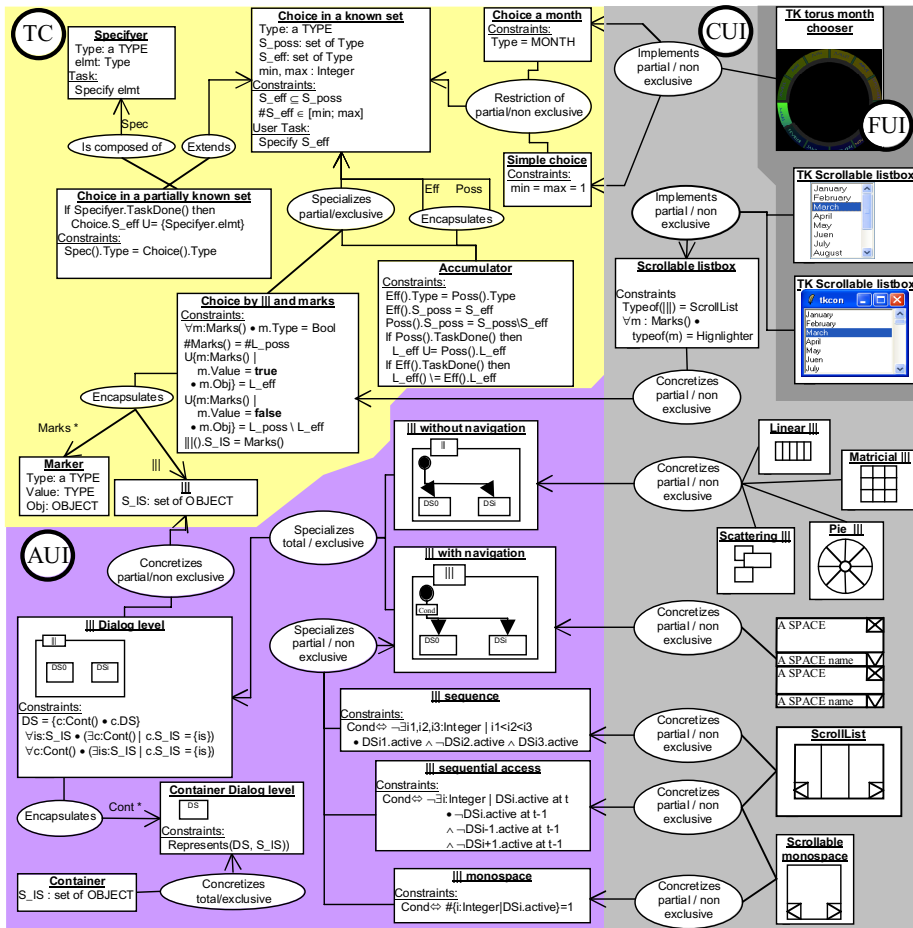 TC
Specifyer
Type: a TYPE
elmt: Type
Task:
Specify elmt
Spec
Is composed of
Extends
Choice in a known set
Type: a TYPE
S_poss: set of Type
S_eff: set of Type
min, max : Integer
Constraints:
S_eff ⊆ S_poss
#S_eff ∈ [min; max]
User Task:
Specify S_eff
Choice a month
Constraints:
Type = MONTH
Restriction of
partial/non exclusive
Simple choice
Constraints:
min = max = 1
Choice in a partially known set
If Specifyer.TaskDone() then
Choice.S_eff U= {Specifyer.elmt}
Constraints:
Spec().Type = Choice().Type
Specializes
partial/exclusive
Eff Poss
Encapsulates
Accumulator
Constraints:
Eff().Type = Poss().Type
Eff().S_poss = S_eff
Poss().S_poss = S_poss\S_eff
If Poss().TaskDone() then
L_eff U= Poss().L_eff
If Eff().TaskDone() then
L_eff() \= Eff().L_eff
Choice by ||| and marks
Constraints:
∀m:Marks() • m.Type = Bool
#Marks() = #L_poss
U{m:Marks() |
m.Value = true
• m.Obj} = L_eff
U{m:Marks() |
m.Value = false
• m.Obj} = L_poss \ L_eff
|||().S_IS = Marks()
Encapsulates
Marks *
|||
Marker
Type: a TYPE
Value: TYPE
Obj: OBJECT
|||
S_IS: set of OBJECT
CUI
Implements
partial / non
exclusive
TK torus month
chooser
FUI
Implements
partial / non
exclusive
TK Scrollable listbox
January
February
March
April
May
Juen
July
August
Scrollable listbox
Constraints
Typeof(|||) = ScrollList
∀m : Marks() •
typeof(m) = Hignlighter
TK Scrollable listbox
tkcon
January
February
March
April
May
Juen
July
Concretizes
partial / non
exclusive
AUI
Concretizes
partial/non exclusive
||| Dialog level
||
DS0
DSi
Constraints:
DS = {c:Cont() • c.DS}
∀is:S_IS • (∃c:Cont() | c.S_IS = {is})
∀c:Cont() • (∃is:S_IS | c.S_IS = {is})
Encapsulates
Cont *
Container Dialog level
DS
Constraints:
Represents(DS, S_IS))
Container
S_IS : set of OBJECT
Concretizes
total/exclusive
Specializes
total / exclusive
Specializes
partial / non
exclusive
||| without navigation
||
DS0
DSi
||| with navigation
|||
Cond
DS0
DSi
||| sequence
Constraints:
Cond⇔ ¬∃i1,i2,i3:Integer | i1<i2<i3
• DSi1.active ∧ ¬DSi2.active ∧ DSi3.active
||| sequential access
Constraints:
Cond⇔ ¬∃i:Integer | DSi.active at t
• ¬DSi.active at t-1
∧ ¬DSi-1.active at t-1
∧ ¬DSi+1.active at t-1
||| monospace
Constraints:
Cond⇔ #{i:Integer|DSi.active}=1
Concretizes
partial / non
exclusive
Linear |||
Matricial |||
Scattering |||
Pie |||
Concretizes
partial / non
exclusive
A SPACE
A SPACE name
A SPACE
A SPACE name
Concretizes
partial / non
exclusive
ScrollList
Concretizes
partial / non
exclusive
Scrollable
monospace
Concretizes
partial / non
exclusive